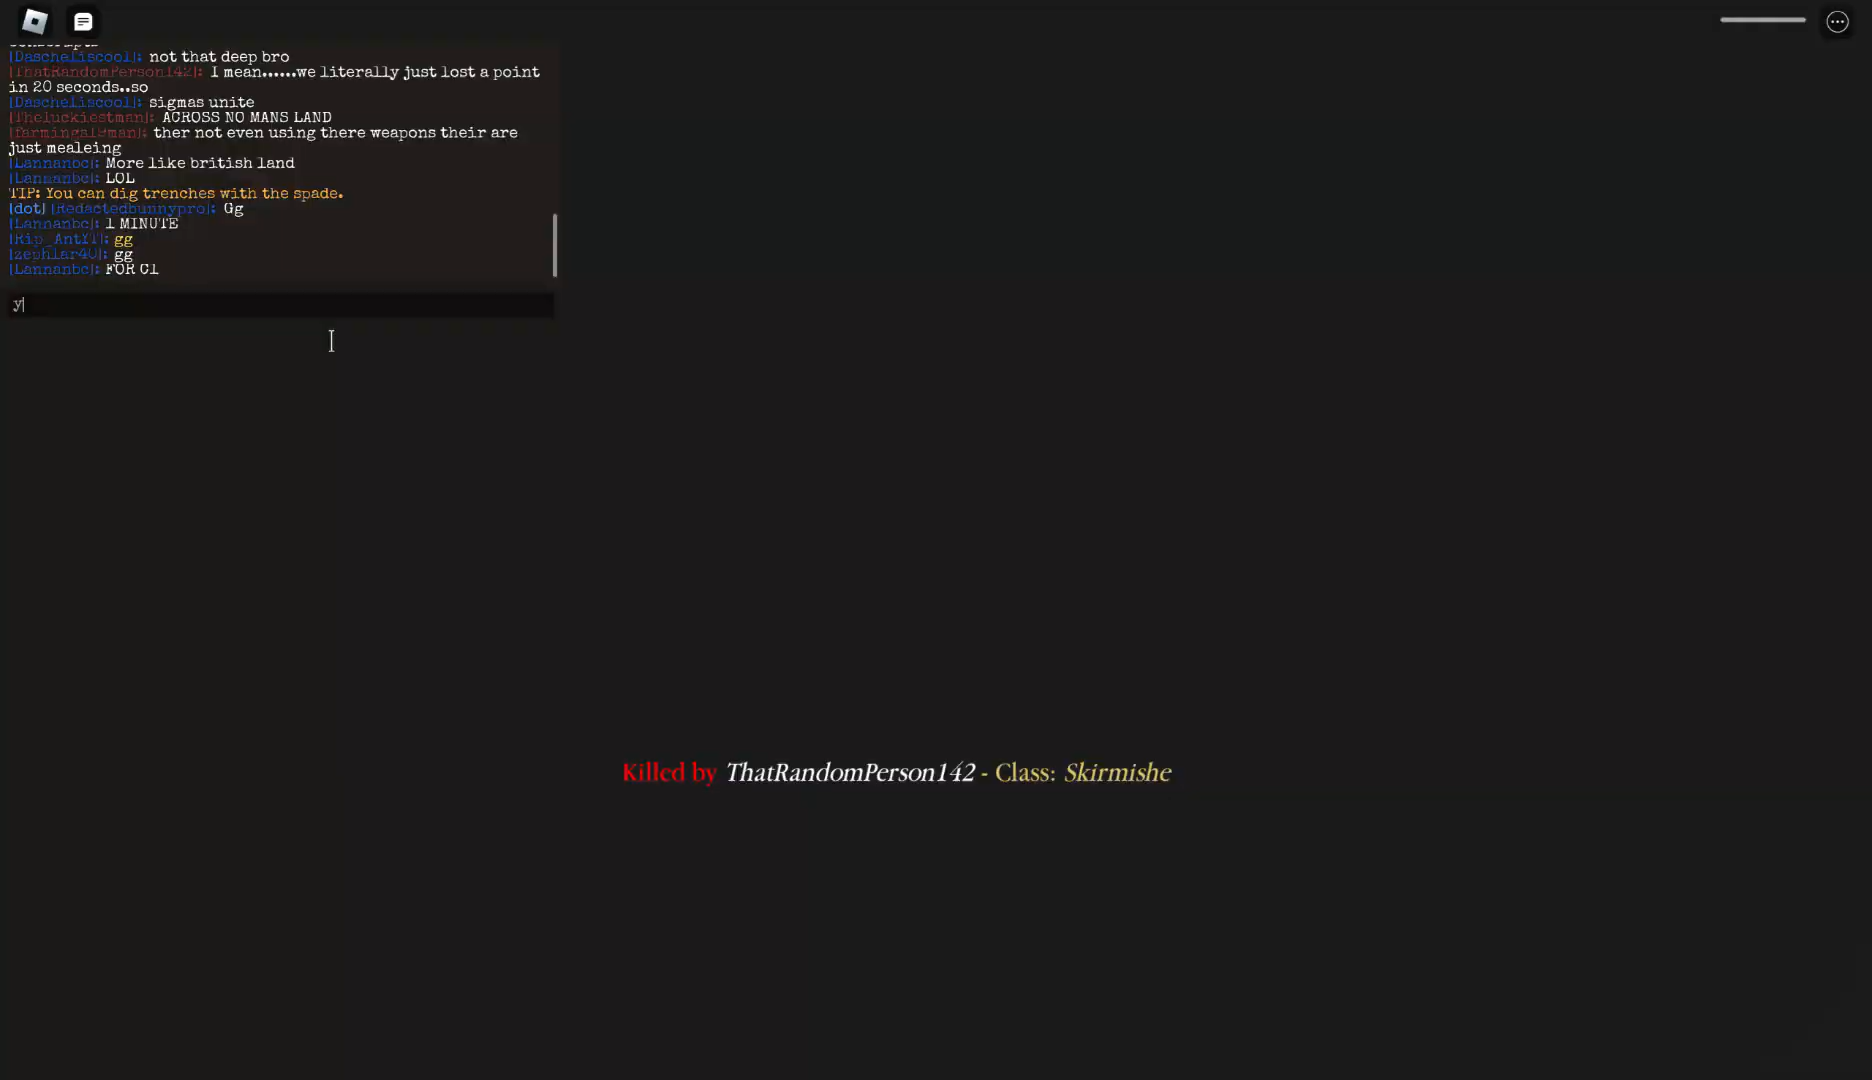 [Dascheliscool]: not that deep bro
[ThatRandomPerson142]: I mean......we literally just lost a point
in 20 seconds..so
[Dascheliscool]: sigmas unite
[Theluckiestman]: ACROSS NO MANS LAND
[farmingal9man]: ther not even using there weapons their are
just mealeing
[Lannanbc]: More like british land
[Lannanbc]: LOL
TIP: You can dig trenches with the spade.
[dot] [Redactedbunnypro]: Gg
[Lannanbc]: 1 MINUTE
[Rip_AntYT]: gg
[zephlar40]: gg
[Lannanbc]: FOR C1
y
Killed by ThatRandomPerson142 - Class: Skirmishe